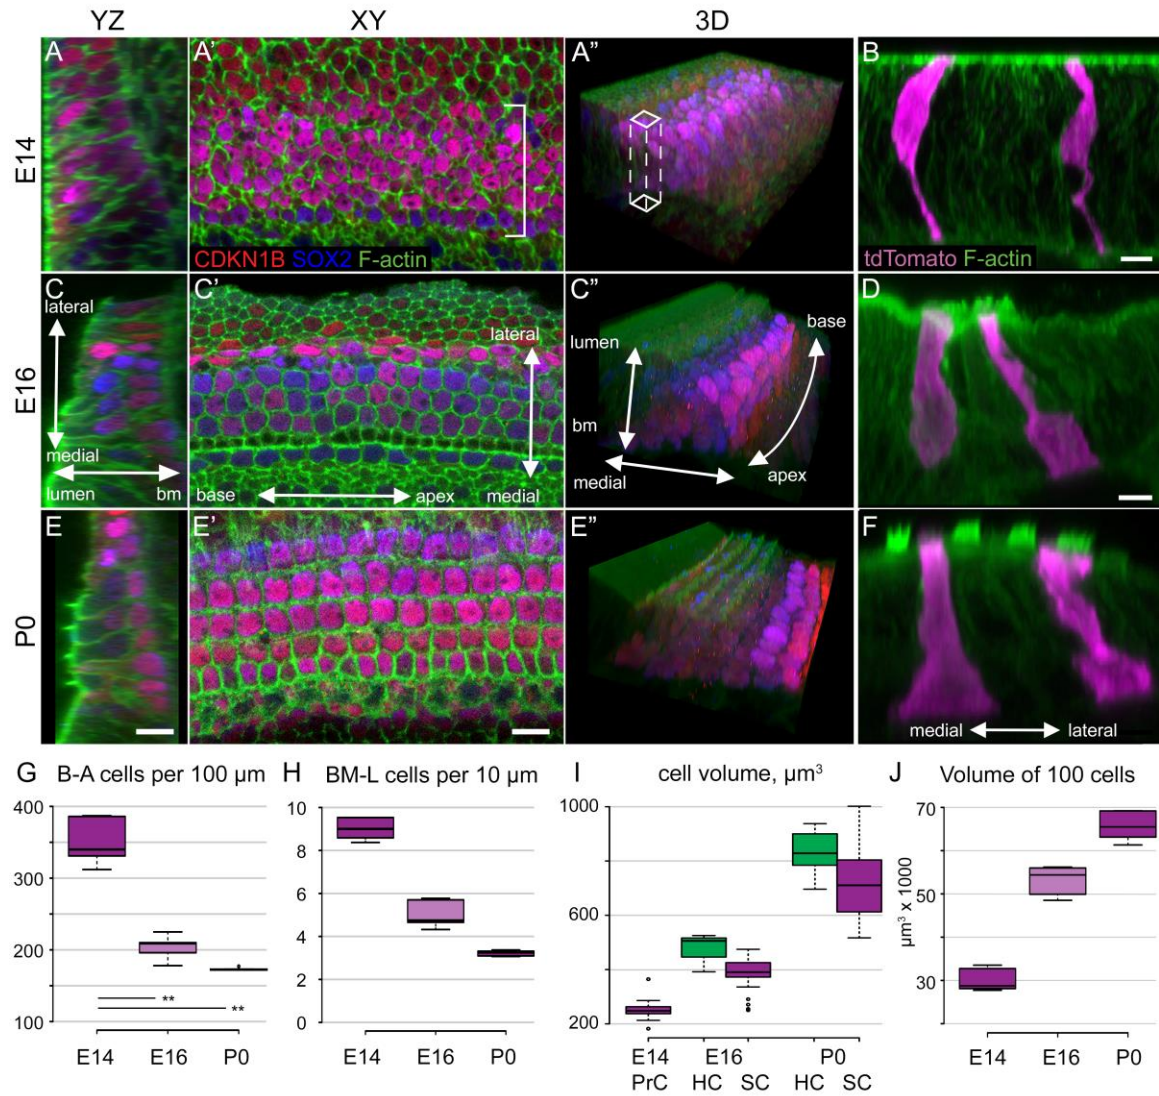 YZ XY 3D
E14
A A' A" B
CDKN1B SOX2 F-actin
tdTomato F-actin
E16
C C' C" D
lateral
medial
lumen bm
lateral
base apex medial
lumen
base
bm
medial
apex
P0
E E' E" F
medial lateral
G B-A cells per 100 µm
400
300
200
100
**
**
E14 E16 P0
H BM-L cells per 10 µm
10
8
6
4
2
0
E14 E16 P0
I cell volume, µm³
1000
600
200
E14 E16 P0
PrC HC SC HC SC
J Volume of 100 cells
µm³ x 1000
70
50
30
E14 E16 P0